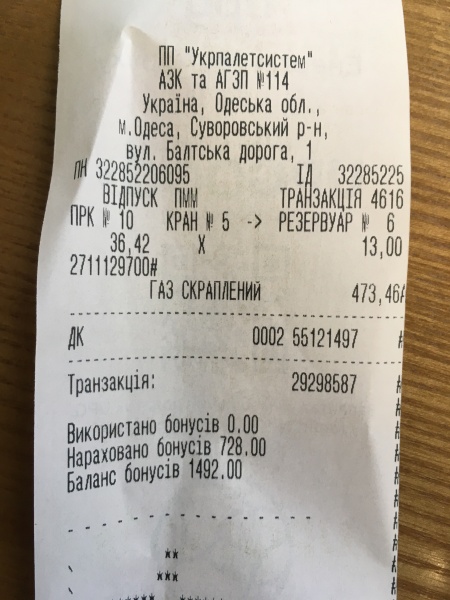 ПП "Укрпалетсистем"
АЗК та АГЗП №114
Україна, Одеська обл.,
м.Одеса, Суворовський р-н,
вул. Балтська дорога, 1
ПН 322852206095 ІД 32285225
ВІДПУСК ПММ ТРАНЗАКЦІЯ 4616
ПРК № 10 КРАН № 5 -> РЕЗЕРВУАР № 6
36,42 X 13,00
2711129700#
ГАЗ СКРАПЛЕНИЙ 473,46А
ДК 0002 55121497 #
Транзакція: 29298587 #
Використано бонусів 0.00
Нараховано бонусів 728.00
Баланс бонусів 1492.00
**
***